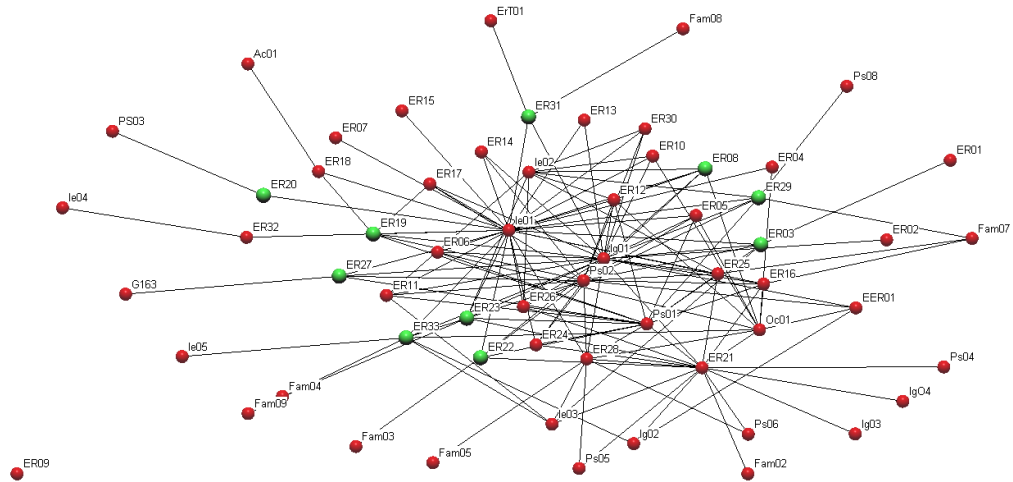 ErT01
Fam08
Ac01
Ps08
ER15
ER31
ER13
ER30
PS03
ER07
ER14
ER10
ER01
ER18
Ie02
ER08
ER04
ER17
ER20
ER12
ER29
Ie04
ER05
Ie01
ER32
ER19
ER03
ER02
Fam07
ER06
Ig01
ER25
ER27
Ps02
ER16
G163
ER11
ER26
EER01
ER23
Ps01
Oc01
ER33
ER24
Ie05
ER22
ER28
ER21
Ps04
Fam04
IgO4
Fam09
Ie03
Ps06
Ig03
Fam03
Ig02
Fam05
Ps05
Fam02
ER09